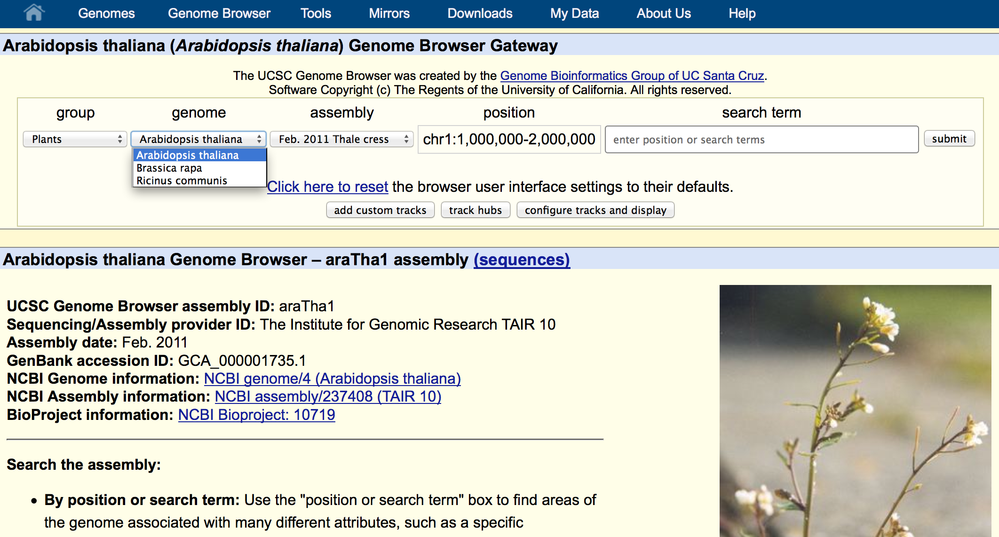 Genomes Genome Browser Tools Mirrors Downloads My Data About Us Help
Arabidopsis thaliana (Arabidopsis thaliana) Genome Browser Gateway
The UCSC Genome Browser was created by the Genome Bioinformatics Group of UC Santa Cruz.
Software Copyright (c) The Regents of the University of California. All rights reserved.
group genome assembly position search term
Plants Arabidopsis thaliana Feb. 2011 Thale cress chr1:1,000,000-2,000,000 enter position or search terms submit
Arabidopsis thaliana
Brassica rapa
Ricinus communis
Click here to reset the browser user interface settings to their defaults.
add custom tracks track hubs configure tracks and display
Arabidopsis thaliana Genome Browser – araTha1 assembly (sequences)
UCSC Genome Browser assembly ID: araTha1
Sequencing/Assembly provider ID: The Institute for Genomic Research TAIR 10
Assembly date: Feb. 2011
GenBank accession ID: GCA_000001735.1
NCBI Genome information: NCBI genome/4 (Arabidopsis thaliana)
NCBI Assembly information: NCBI assembly/237408 (TAIR 10)
BioProject information: NCBI Bioproject: 10719
Search the assembly:
• By position or search term: Use the "position or search term" box to find areas of
the genome associated with many different attributes, such as a specific